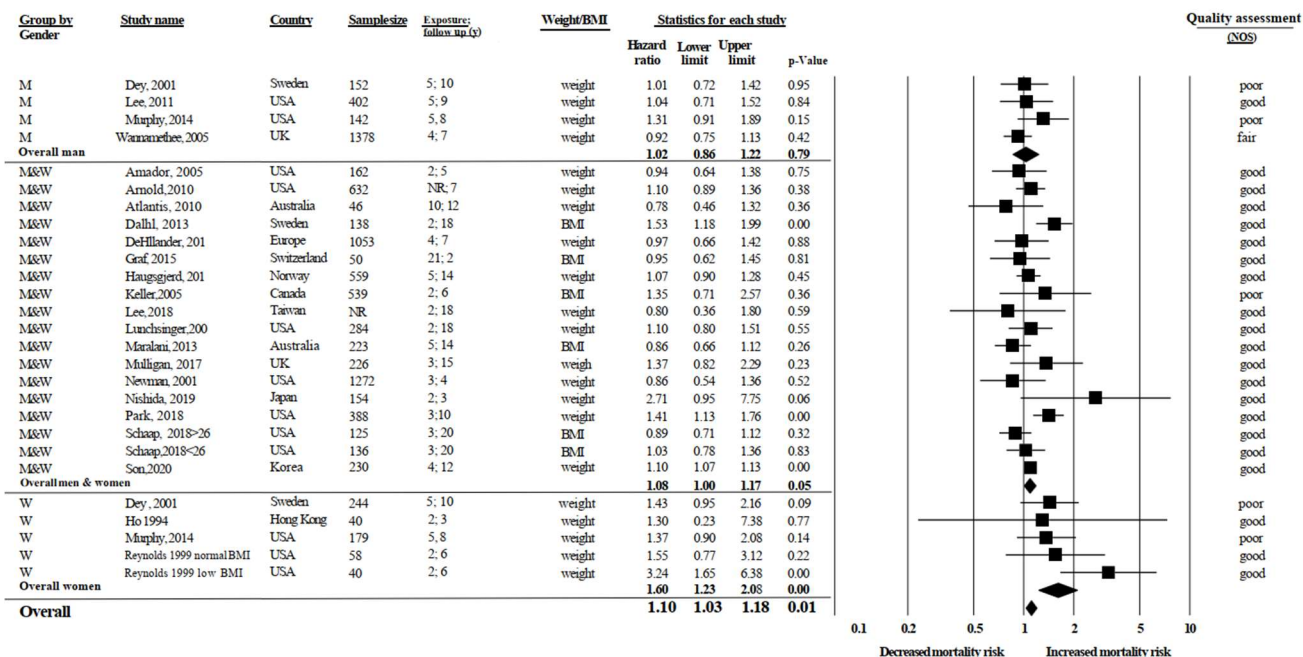 Group by Gender Study name Country Samplesize Exposure; follow up (y) Weight/BMI Statistics for each study Quality assessment (NOS)
Hazard ratio Lower limit Upper limit p-Value
M Dey, 2001 Sweden 152 5; 10 weight 1.01 0.72 1.42 0.95 poor
M Lee, 2011 USA 402 5; 9 weight 1.04 0.71 1.52 0.84 good
M Murphy, 2014 USA 142 5, 8 weight 1.31 0.91 1.89 0.15 poor
M Wannamethee, 2005 UK 1378 4; 7 weight 0.92 0.75 1.13 0.42 fair
Overall man 1.02 0.86 1.22 0.79
M&W Amador, 2005 USA 162 2; 5 weight 0.94 0.64 1.38 0.75 good
M&W Arnold,2010 USA 632 NR; 7 weight 1.10 0.89 1.36 0.38 good
M&W Atlantis, 2010 Australia 46 10; 12 weight 0.78 0.46 1.32 0.36 good
M&W Dalhl, 2013 Sweden 138 2; 18 BMI 1.53 1.18 1.99 0.00 good
M&W DeHllander, 201 Europe 1053 4; 7 weight 0.97 0.66 1.42 0.88 good
M&W Graf, 2015 Switzerland 50 21; 2 BMI 0.95 0.62 1.45 0.81 good
M&W Haugsgjerd, 201 Norway 559 5; 14 weight 1.07 0.90 1.28 0.45 good
M&W Keller,2005 Canada 539 2; 6 BMI 1.35 0.71 2.57 0.36 poor
M&W Lee,2018 Taiwan NR 2; 18 weight 0.80 0.36 1.80 0.59 good
M&W Lunchsinger,200 USA 284 2; 18 weight 1.10 0.80 1.51 0.55 good
M&W Maralani,2013 Australia 223 5; 14 BMI 0.86 0.66 1.12 0.26 good
M&W Mulligan, 2017 UK 226 3; 15 weigh 1.37 0.82 2.29 0.23 good
M&W Newman, 2001 USA 1272 3; 4 weight 0.86 0.54 1.36 0.52 good
M&W Nishida, 2019 Japan 154 2; 3 weight 2.71 0.95 7.75 0.06 good
M&W Park, 2018 USA 388 3;10 weight 1.41 1.13 1.76 0.00 good
M&W Schaap, 2018>26 USA 125 3; 20 BMI 0.89 0.71 1.12 0.32 good
M&W Schaap,2018<26 USA 136 3; 20 BMI 1.03 0.78 1.36 0.83 good
M&W Son,2020 Korea 230 4; 12 weight 1.10 1.07 1.13 0.00 good
Overall men & women 1.08 1.00 1.17 0.05
W Dey, 2001 Sweden 244 5; 10 weight 1.43 0.95 2.16 0.09 poor
W Ho 1994 Hong Kong 40 2; 3 weight 1.30 0.23 7.38 0.77 good
W Murphy, 2014 USA 179 5, 8 weight 1.37 0.90 2.08 0.14 poor
W Reynolds 1999 normal BMI USA 58 2; 6 weight 1.55 0.77 3.12 0.22 good
W Reynolds 1999 low BMI USA 40 2; 6 weight 3.24 1.65 6.38 0.00 good
Overall women 1.60 1.23 2.08 0.00
Overall 1.10 1.03 1.18 0.01
0.1 0.2 0.5 1 2 5 10
Decreased mortality risk Increased mortality risk